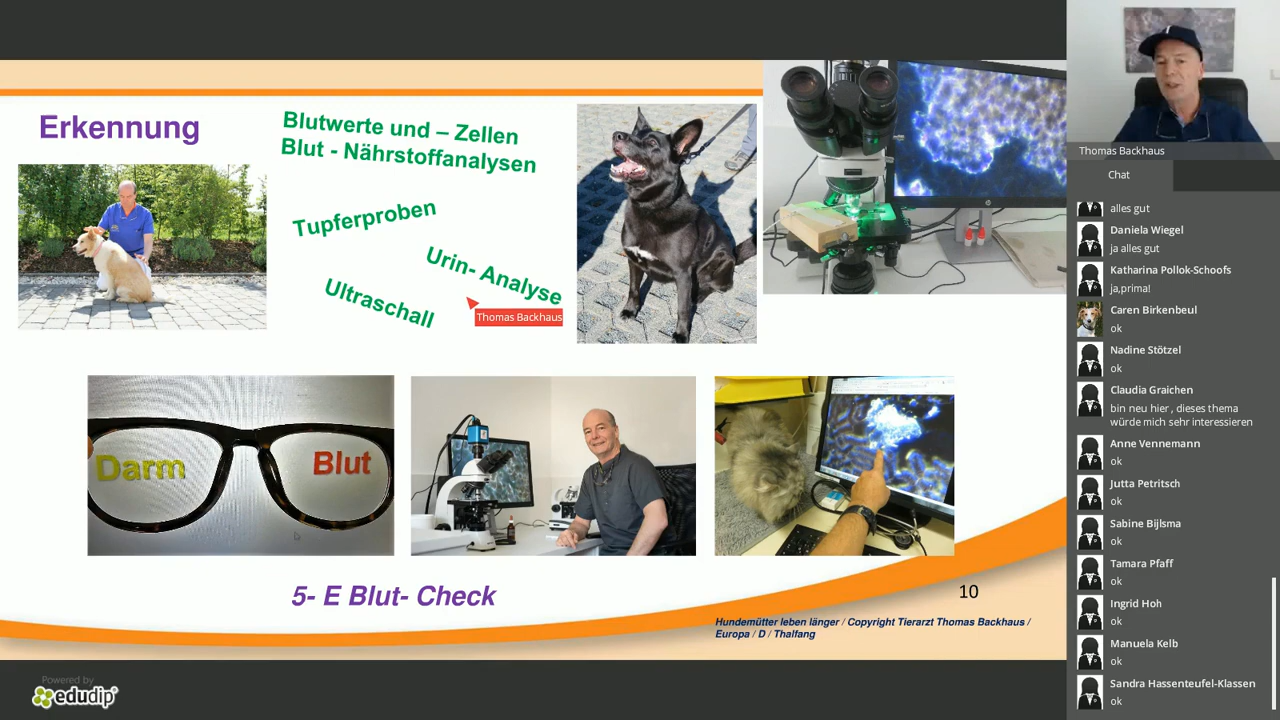 Erkennung
Blutwerte und – Zellen
Blut - Nährstoffanalysen
Tupferproben
Urin- Analyse
Ultraschall
Thomas Backhaus
Darm
Blut
5- E Blut- Check
10
Hundemütter leben länger / Copyright Tierarzt Thomas Backhaus /
Europa / D / Thalfang
Powered by
edudip
Thomas Backhaus
Chat
alles gut
Daniela Wiegel
ja alles gut
Katharina Pollok-Schoofs
ja,prima!
Caren Birkenbeul
ok
Nadine Stötzel
ok
Claudia Graichen
bin neu hier , dieses thema
würde mich sehr interessieren
Anne Vennemann
ok
Jutta Petritsch
ok
Sabine Bijlsma
ok
Tamara Pfaff
ok
Ingrid Hoh
ok
Manuela Kelb
ok
Sandra Hassenteufel-Klassen
ok